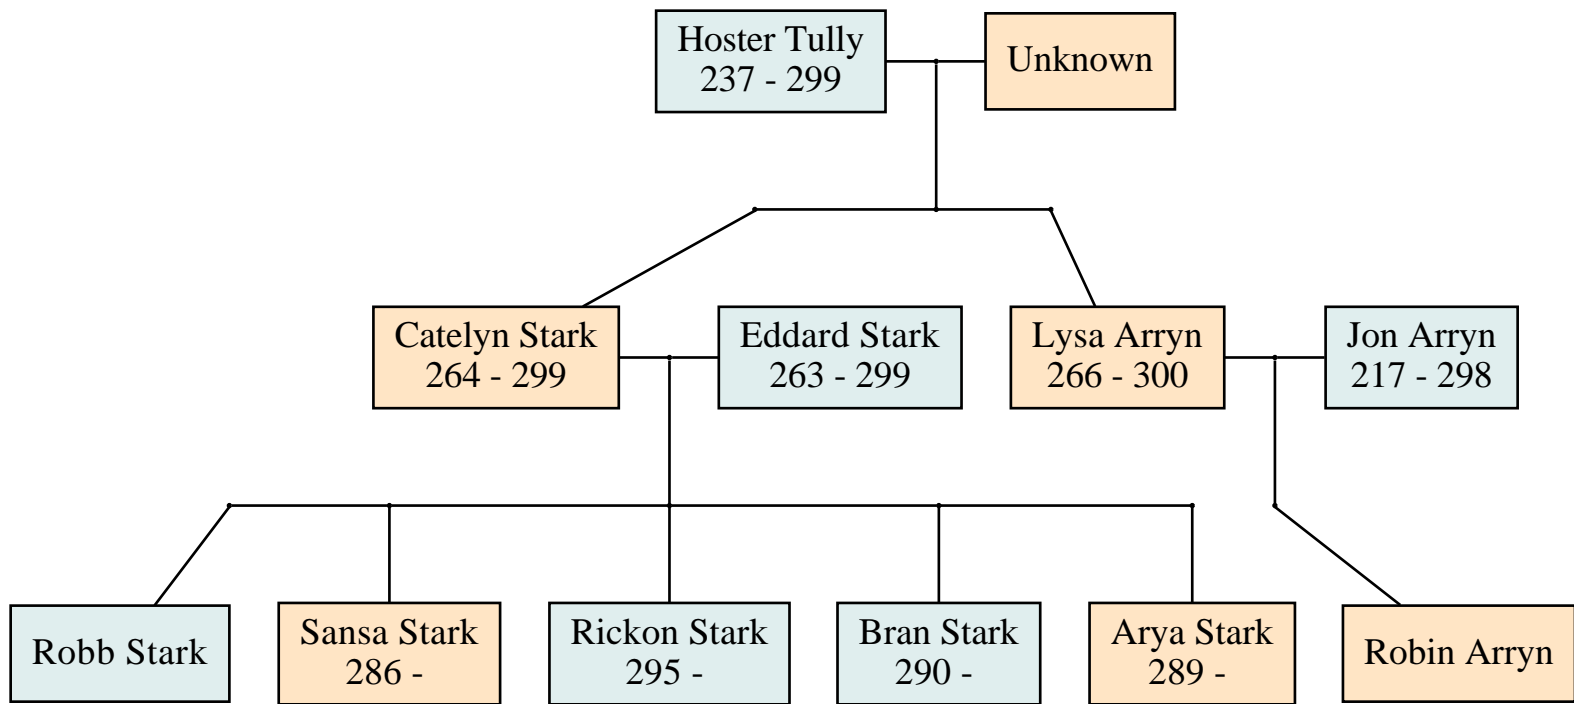 Hoster Tully
237 - 299
Unknown
Catelyn Stark
264 - 299
Eddard Stark
263 - 299
Lysa Arryn
266 - 300
Jon Arryn
217 - 298
Robb Stark
Sansa Stark
286 -
Rickon Stark
295 -
Bran Stark
290 -
Arya Stark
289 -
Robin Arryn